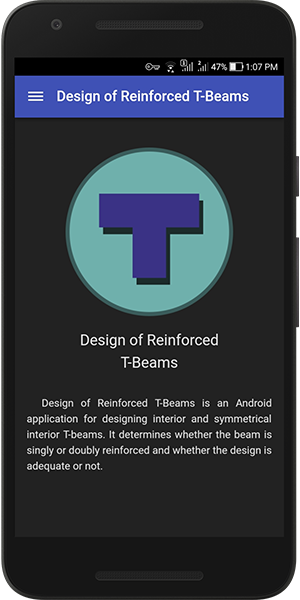 47% 1:07 PM
Design of Reinforced T-Beams
T
Design of Reinforced
T-Beams
Design of Reinforced T-Beams is an Android
application for designing interior and symmetrical
interior T-beams. It determines whether the beam is
singly or doubly reinforced and whether the design is
adequate or not.